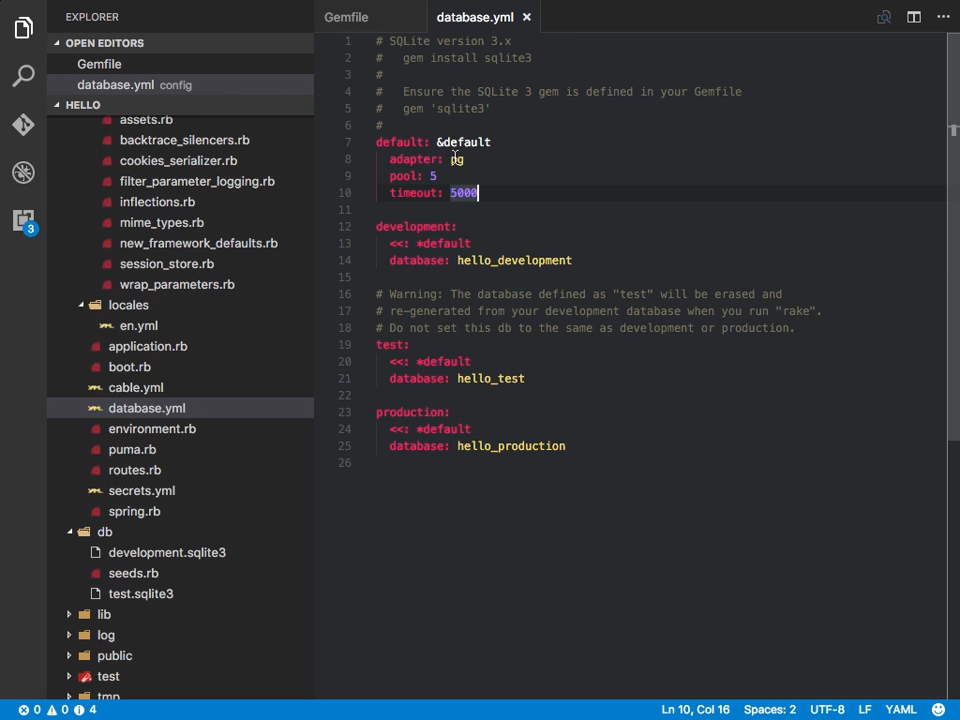 EXPLORER
OPEN EDITORS
Gemfile
database.yml config
HELLO
assets.rb
backtrace_silencers.rb
cookies_serializer.rb
filter_parameter_logging.rb
inflections.rb
mime_types.rb
new_framework_defaults.rb
session_store.rb
wrap_parameters.rb
locales
en.yml
application.rb
boot.rb
cable.yml
database.yml
environment.rb
puma.rb
routes.rb
secrets.yml
spring.rb
db
development.sqlite3
seeds.rb
test.sqlite3
lib
log
public
test
tmp
3
Gemfile
database.yml
1 # SQLite version 3.x
2 #   gem install sqlite3
3 #
4 #   Ensure the SQLite 3 gem is defined in your Gemfile
5 #   gem 'sqlite3'
6 #
7 default: &default
8   adapter: pg
9   pool: 5
10   timeout: 5000
11
12 development:
13   <<: *default
14   database: hello_development
15
16 # Warning: The database defined as "test" will be erased and
17 # re-generated from your development database when you run "rake".
18 # Do not set this db to the same as development or production.
19 test:
20   <<: *default
21   database: hello_test
22
23 production:
24   <<: *default
25   database: hello_production
26
0 0 4 Ln 10, Col 16 Spaces: 2 UTF-8 LF YAML